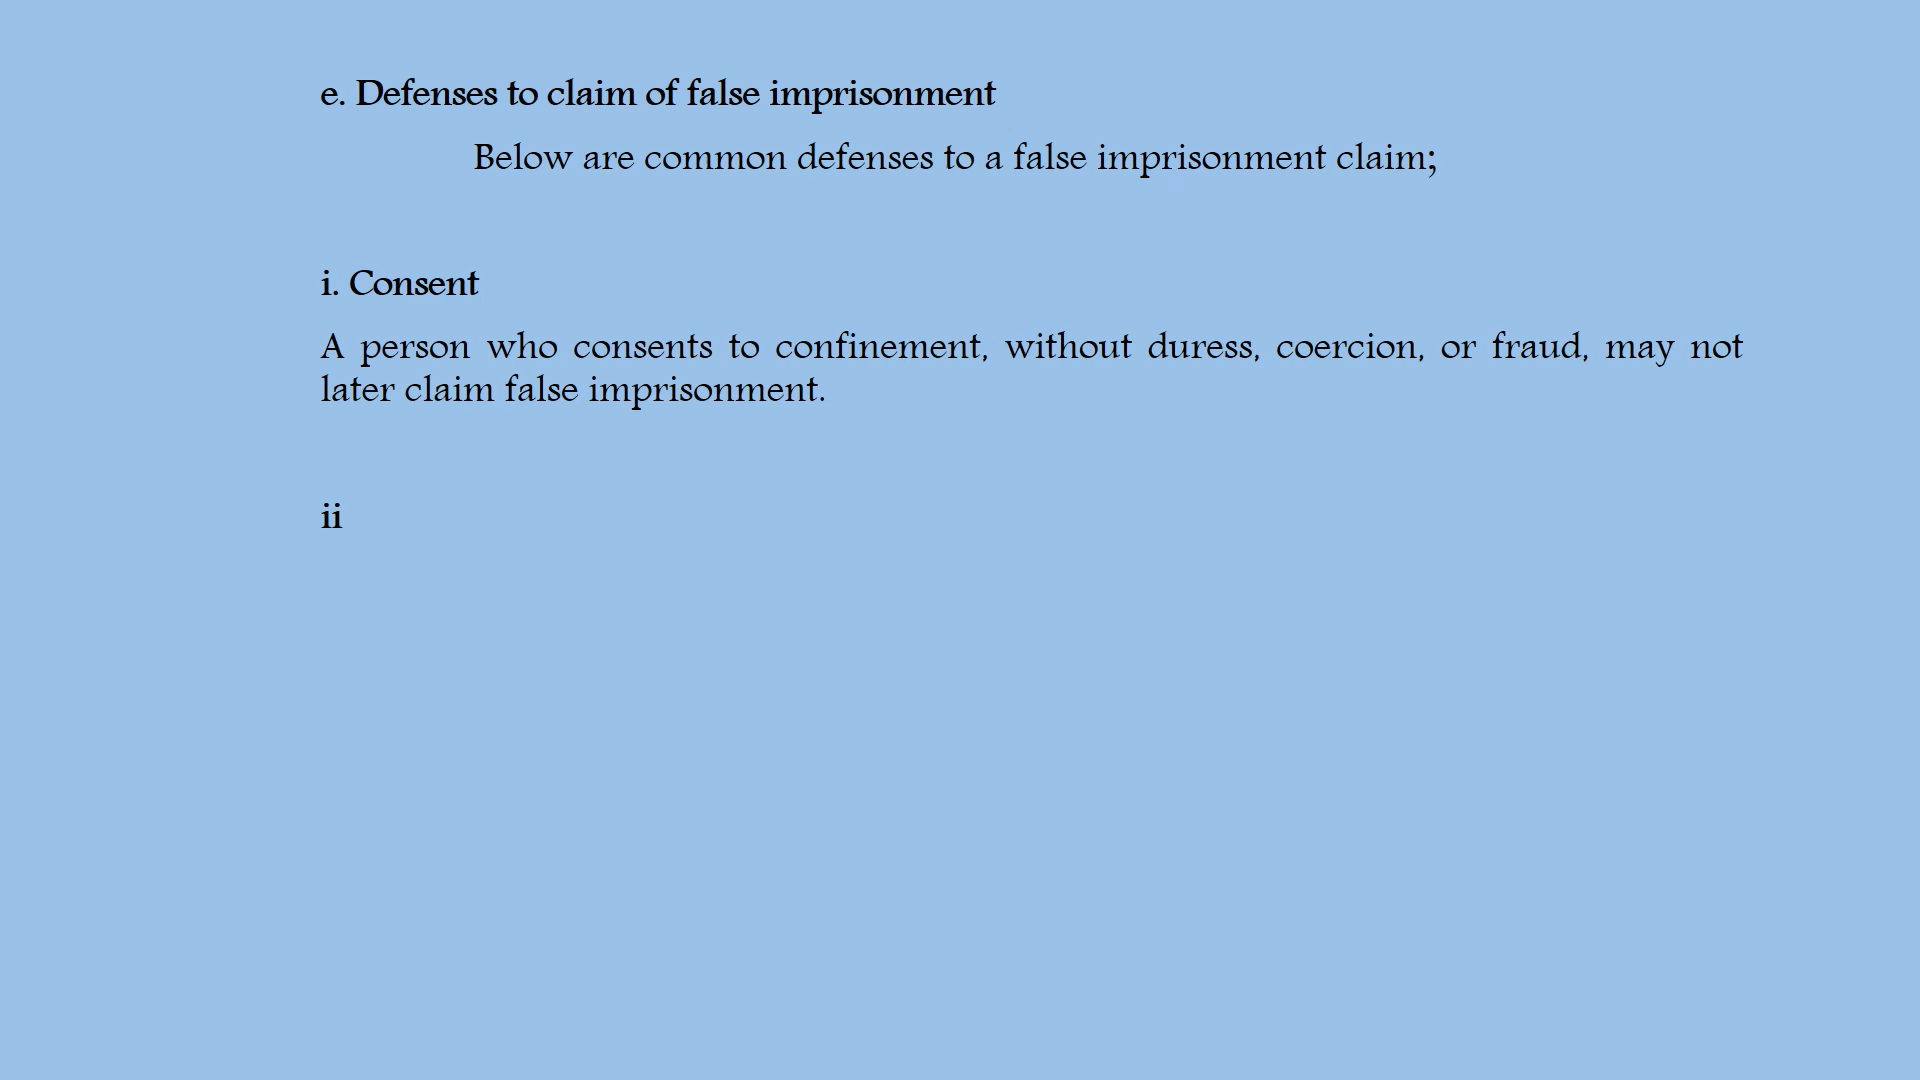 e. Defenses to claim of false imprisonment
Below are common defenses to a false imprisonment claim;
i. Consent
A person who consents to confinement, without duress, coercion, or fraud, may not
later claim false imprisonment.
ii